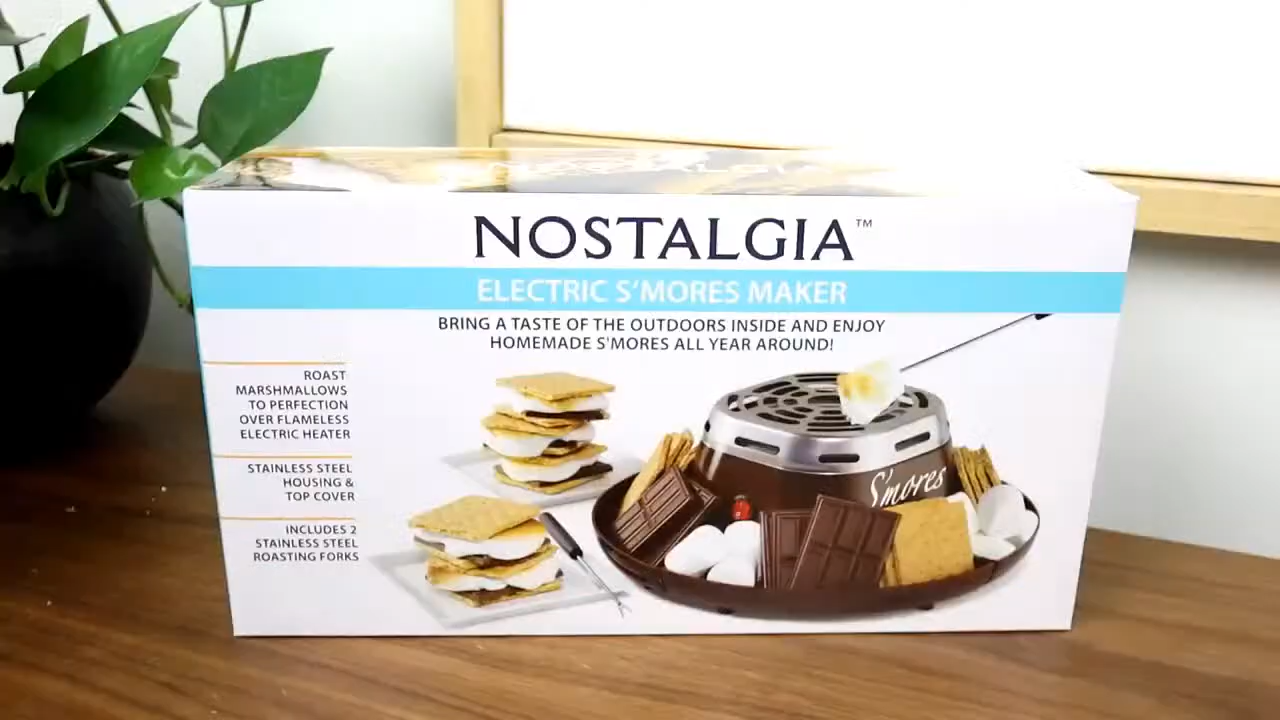 NOSTALGIA™
ELECTRIC S'MORES MAKER
BRING A TASTE OF THE OUTDOORS INSIDE AND ENJOY
HOMEMADE S'MORES ALL YEAR AROUND!
ROAST
MARSHMALLOWS
TO PERFECTION
OVER FLAMELESS
ELECTRIC HEATER
STAINLESS STEEL
HOUSING &
TOP COVER
INCLUDES 2
STAINLESS STEEL
ROASTING FORKS
S'mores